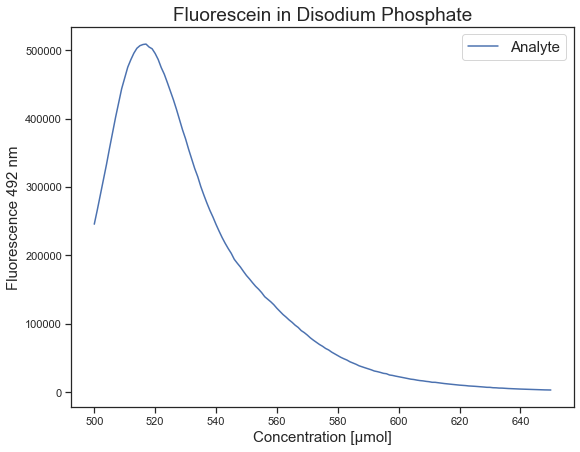 Fluorescein in Disodium Phosphate
Analyte
Fluorescence 492 nm
500000
400000
300000
200000
100000
0
500 520 540 560 580 600 620 640
Concentration [µmol]